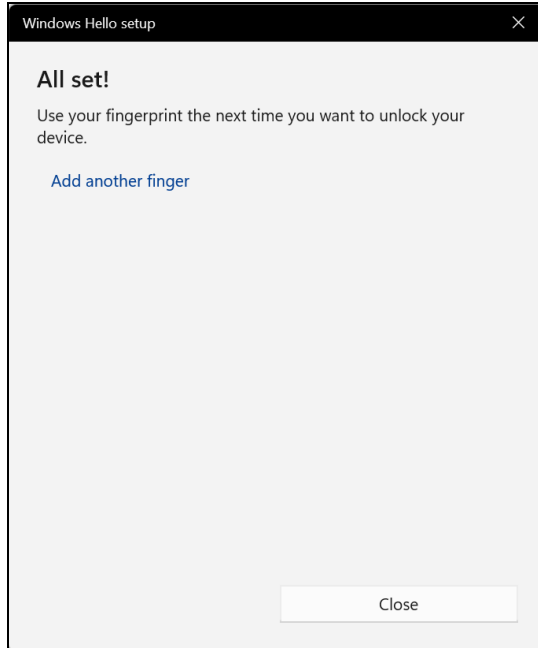 Windows Hello setup
All set!
Use your fingerprint the next time you want to unlock your
device.
Add another finger
Close